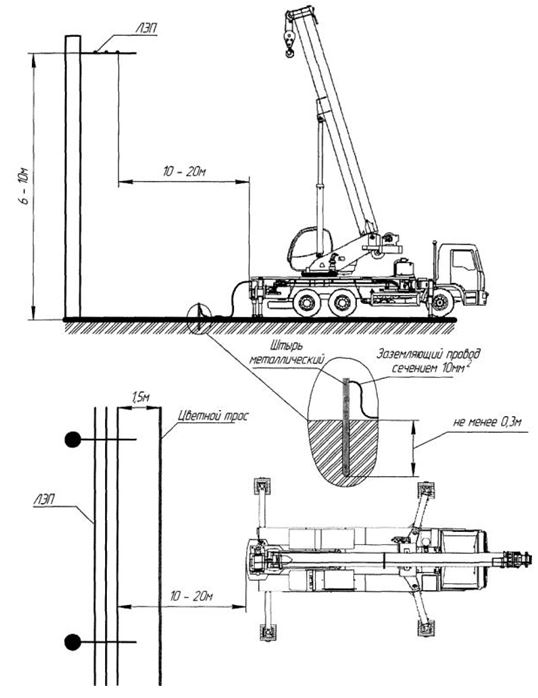 ЛЭП
10 - 20м
6 - 10м
Штырь
металлический
Заземляющий провод
сечением 10мм²
1,5м
Цветной трос
не менее 0,3м
ЛЭП
10 - 20м